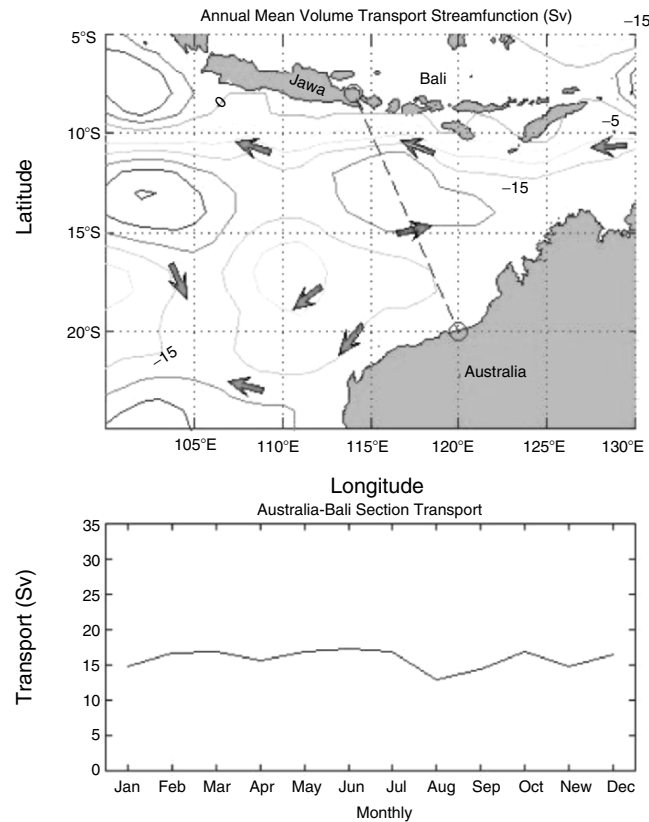 Annual Mean Volume Transport Streamfunction (Sv)
−15
5°S
10°S
15°S
20°S
Latitude
Jawa
Bali
0
−5
−15
−15
Australia
105°E 110°E 115°E 120°E 125°E 130°E
Longitude
Australia-Bali Section Transport
35
30
25
20
15
10
5
0
Transport (Sv)
Jan Feb Mar Apr May Jun Jul Aug Sep Oct New Dec
Monthly